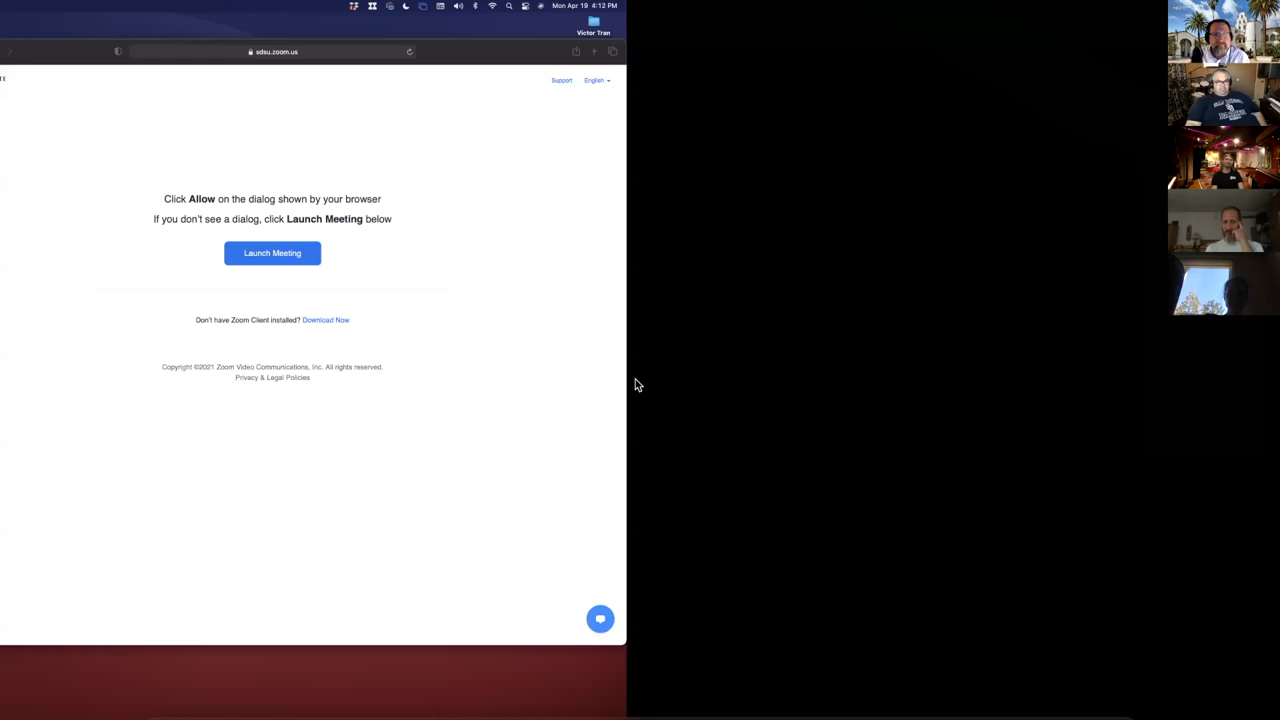 Mon Apr 19 4:12 PM
Victor Tran
sdsu.zoom.us
TE
Support
English
Click Allow on the dialog shown by your browser
If you don't see a dialog, click Launch Meeting below
Launch Meeting
Don't have Zoom Client installed? Download Now
Copyright ©2021 Zoom Video Communications, Inc. All rights reserved.
Privacy & Legal Policies